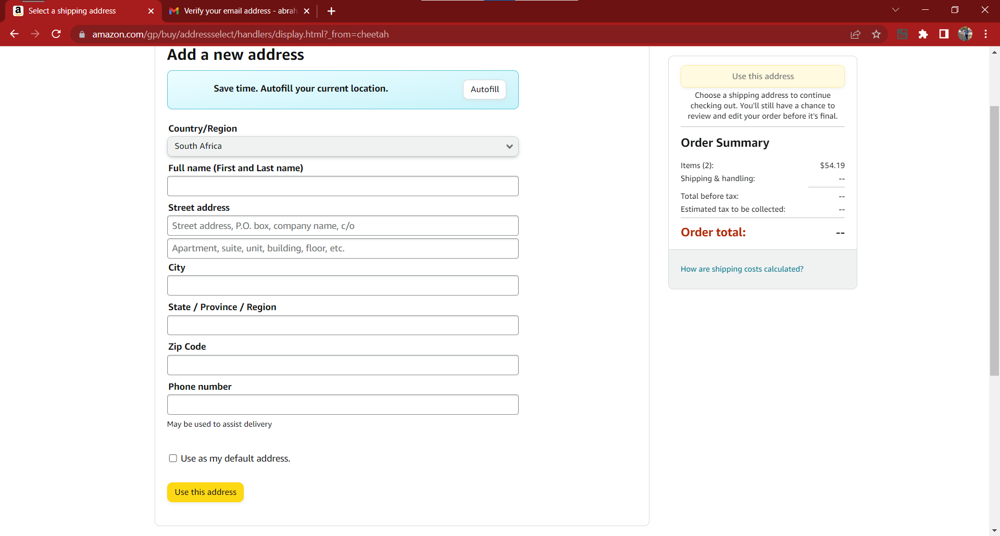 Select a shipping address
Verify your email address - abrah
amazon.com/gp/buy/addressselect/handlers/display.html?_from=cheetah
Add a new address
Save time. Autofill your current location.
Autofill
Country/Region
South Africa
Full name (First and Last name)
Street address
Street address, P.O. box, company name, c/o
Apartment, suite, unit, building, floor, etc.
City
State / Province / Region
Zip Code
Phone number
May be used to assist delivery
Use as my default address.
Use this address
Use this address
Choose a shipping address to continue
checking out. You'll still have a chance to
review and edit your order before it's final.
Order Summary
Items (2): $54.19
Shipping & handling: --
Total before tax: --
Estimated tax to be collected: --
Order total: --
How are shipping costs calculated?